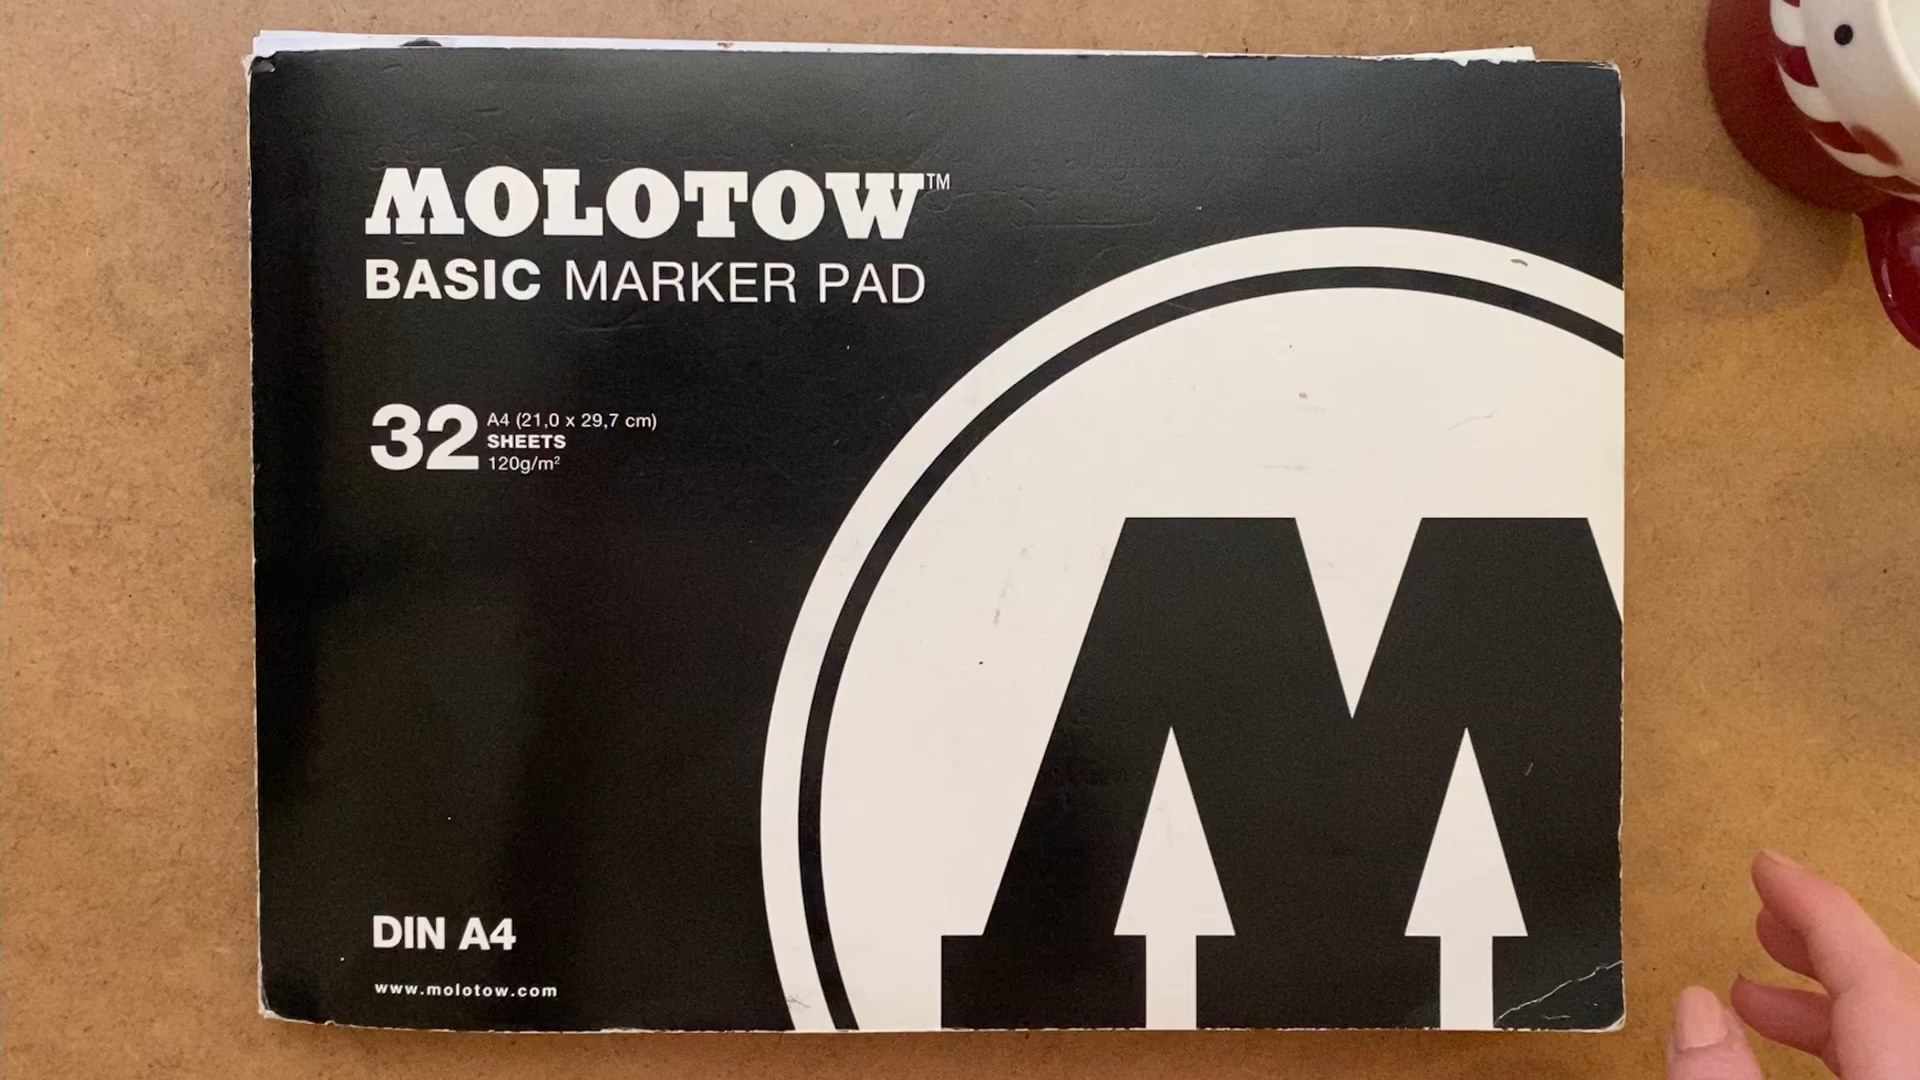 MOLOTOW™
BASIC MARKER PAD
32
A4 (21,0 x 29,7 cm)
SHEETS
120g/m²
M
DIN A4
www.molotow.com